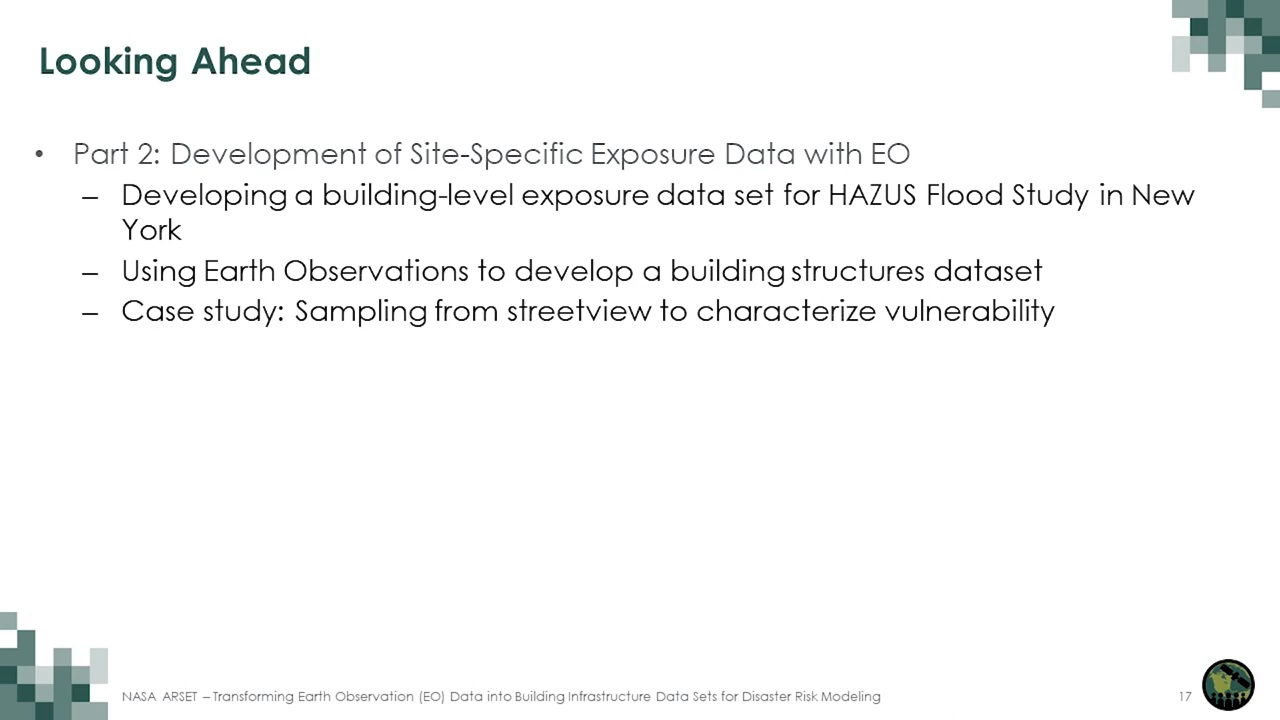 Looking Ahead
• Part 2: Development of Site-Specific Exposure Data with EO
– Developing a building-level exposure data set for HAZUS Flood Study in New
York
– Using Earth Observations to develop a building structures dataset
– Case study: Sampling from streetview to characterize vulnerability
NASA ARSET – Transforming Earth Observation (EO) Data into Building Infrastructure Data Sets for Disaster Risk Modeling
17